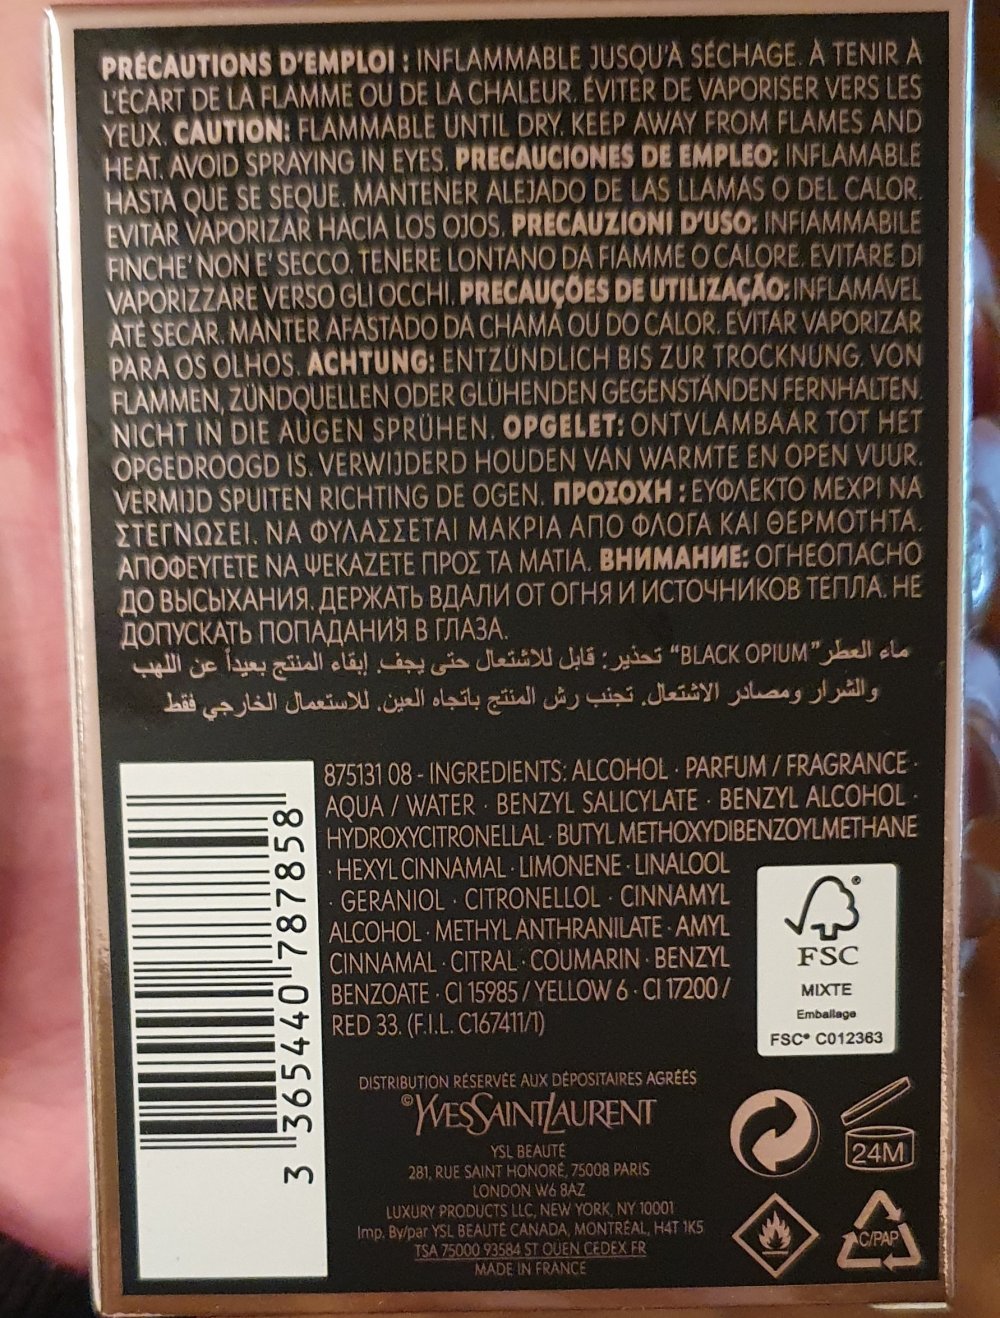 PRÉCAUTIONS D'EMPLOI : INFLAMMABLE JUSQU'À SÉCHAGE. À TENIR À
L'ÉCART DE LA FLAMME OU DE LA CHALEUR. ÉVITER DE VAPORISER VERS LES
YEUX. CAUTION: FLAMMABLE UNTIL DRY. KEEP AWAY FROM FLAMES AND
HEAT. AVOID SPRAYING IN EYES. PRECAUCIONES DE EMPLEO: INFLAMABLE
HASTA QUE SE SEQUE. MANTENER ALEJADO DE LAS LLAMAS O DEL CALOR.
EVITAR VAPORIZAR HACIA LOS OJOS. PRECAUZIONI D'USO: INFIAMMABILE
FINCHE' NON E' SECCO. TENERE LONTANO DA FIAMME O CALORE. EVITARE DI
VAPORIZZARE VERSO GLI OCCHI. PRECAUÇÕES DE UTILIZAÇÃO: INFLAMÁVEL
ATÉ SECAR. MANTER AFASTADO DA CHAMA OU DO CALOR. EVITAR VAPORIZAR
PARA OS OLHOS. ACHTUNG: ENTZÜNDLICH BIS ZUR TROCKNUNG. VON
FLAMMEN, ZÜNDQUELLEN ODER GLÜHENDEN GEGENSTÄNDEN FERNHALTEN.
NICHT IN DIE AUGEN SPRÜHEN. OPGELET: ONTVLAMBAAR TOT HET
OPGEDROOGD IS. VERWIJDERD HOUDEN VAN WARMTE EN OPEN VUUR.
VERMIJD SPUITEN RICHTING DE OGEN. ΠΡΟΣΟΧΗ : ΕΥΦΛΕΚΤΟ ΜΕΧΡΙ ΝΑ
ΣΤΕΓΝΩΣΕΙ. ΝΑ ΦΥΛΑΣΣΕΤΑΙ ΜΑΚΡΙΑ ΑΠΟ ΦΛΟΓΑ ΚΑΙ ΘΕΡΜΟΤΗΤΑ.
ΑΠΟΦΕΥΓΕΤΕ ΝΑ ΨΕΚΑΖΕΤΕ ΠΡΟΣ ΤΑ ΜΑΤΙΑ. ВНИМАНИЕ: ОГНЕОПАСНО
ДО ВЫСЫХАНИЯ. ДЕРЖАТЬ ВДАЛИ ОТ ОГНЯ И ИСТОЧНИКОВ ТЕПЛА. НЕ
ДОПУСКАТЬ ПОПАДАНИЯ В ГЛАЗА.
ماء العطر "BLACK OPIUM" تحذير: قابل للاشتعال حتى يجف. إبقاء المنتج بعيداً عن اللهب
والشرار ومصادر الاشتعال. تجنب رش المنتج باتجاه العين. للاستعمال الخارجي فقط
875131 08 - INGREDIENTS: ALCOHOL · PARFUM / FRAGRANCE ·
AQUA / WATER · BENZYL SALICYLATE · BENZYL ALCOHOL ·
HYDROXYCITRONELLAL · BUTYL METHOXYDIBENZOYLMETHANE
· HEXYL CINNAMAL · LIMONENE · LINALOOL
· GERANIOL · CITRONELLOL · CINNAMYL
ALCOHOL · METHYL ANTHRANILATE · AMYL
CINNAMAL · CITRAL · COUMARIN · BENZYL
BENZOATE · CI 15985 / YELLOW 6 · CI 17200 /
RED 33. (F.I.L. C167411/1)
3 365440 787858
FSC
®
MIXTE
Emballage
FSC® C012363
DISTRIBUTION RÉSERVÉE AUX DÉPOSITAIRES AGRÉÉS
©YVESSAINTLAURENT
YSL BEAUTÉ
281, RUE SAINT HONORÉ, 75008 PARIS
LONDON W6 8AZ
LUXURY PRODUCTS LLC, NEW YORK, NY 10001
Imp. By/par YSL BEAUTÉ CANADA, MONTRÉAL, H4T 1K5
TSA 75000 93584 ST OUEN CEDEX FR
MADE IN FRANCE
24M
C/PAP